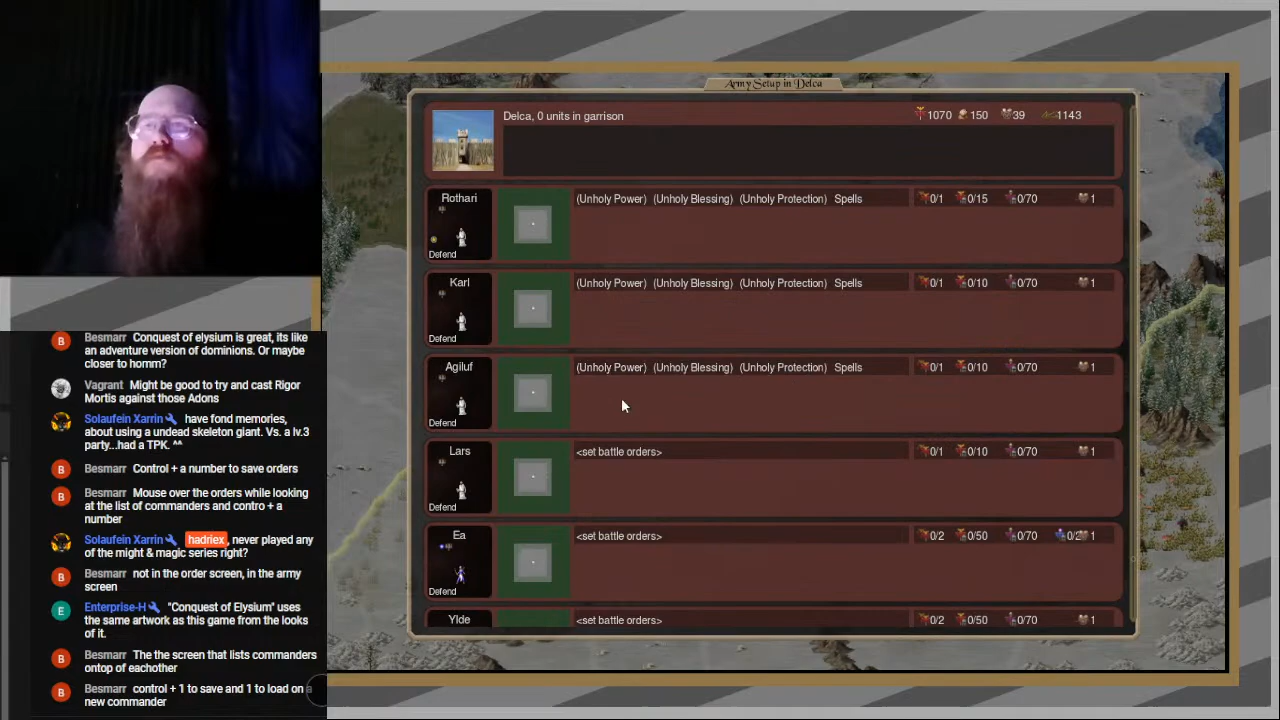 Besmarr Conquest of elysium is great, its like
an adventure version of dominions. Or maybe
closer to homm?
Vagrant Might be good to try and cast Rigor
Mortis against those Adons
Solaufein Xarrin have fond memories,
about using a undead skeleton giant. Vs. a lv.3
party...had a TPK. ^^
B Besmarr Control + a number to save orders
B Besmarr Mouse over the orders while looking
at the list of commanders and contro + a
number
Solaufein Xarrin hadriex, never played any
of the might & magic series right?
B Besmarr not in the order screen, in the army
screen
E Enterprise-H "Conquest of Elysium" uses
the same artwork as this game from the looks
of it.
B Besmarr The the screen that lists commanders
ontop of eachother
B Besmarr control + 1 to save and 1 to load on a
new commander
Army Setup in Delca
Delca, 0 units in garrison 1070 150 39 1143
Rothari (Unholy Power) (Unholy Blessing) (Unholy Protection) Spells 0/1 0/15 0/70 1
Defend
Karl (Unholy Power) (Unholy Blessing) (Unholy Protection) Spells 0/1 0/10 0/70 1
Defend
Agiluf (Unholy Power) (Unholy Blessing) (Unholy Protection) Spells 0/1 0/10 0/70 1
Defend
Lars <set battle orders> 0/1 0/10 0/70 1
Defend
Ea <set battle orders> 0/2 0/50 0/70 1
Defend
Ylde <set battle orders> 0/2 0/50 0/70 1